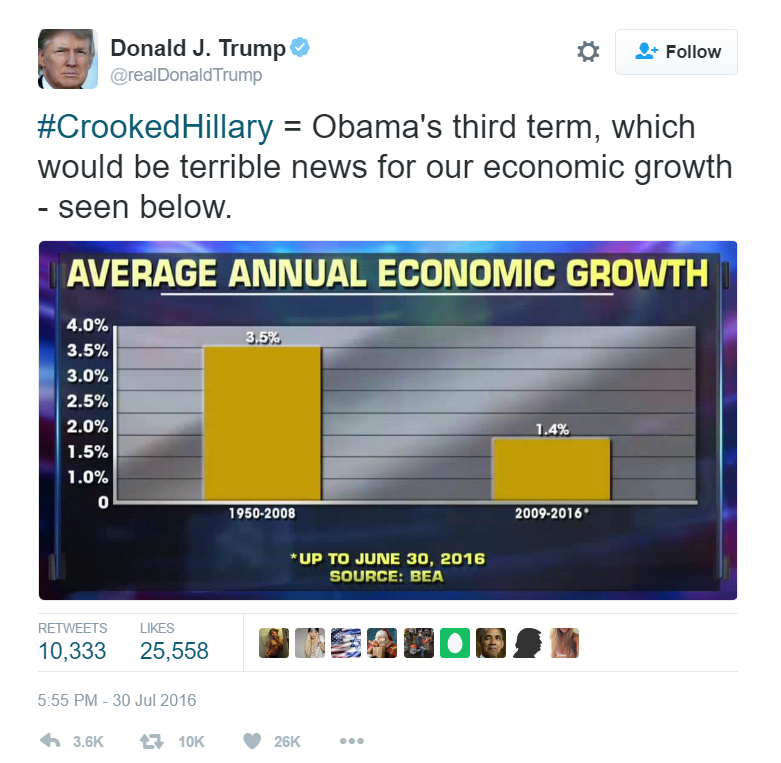 Donald J. Trump
@realDonaldTrump
Follow
#CrookedHillary = Obama's third term, which
would be terrible news for our economic growth
- seen below.
AVERAGE ANNUAL ECONOMIC GROWTH
4.0%
3.5%
3.0%
2.5%
2.0%
1.5%
1.0%
0
3.5%
1.4%
1950-2008
2009-2016*
*UP TO JUNE 30, 2016
SOURCE: BEA
RETWEETS
10,333
LIKES
25,558
5:55 PM - 30 Jul 2016
3.6K
10K
26K